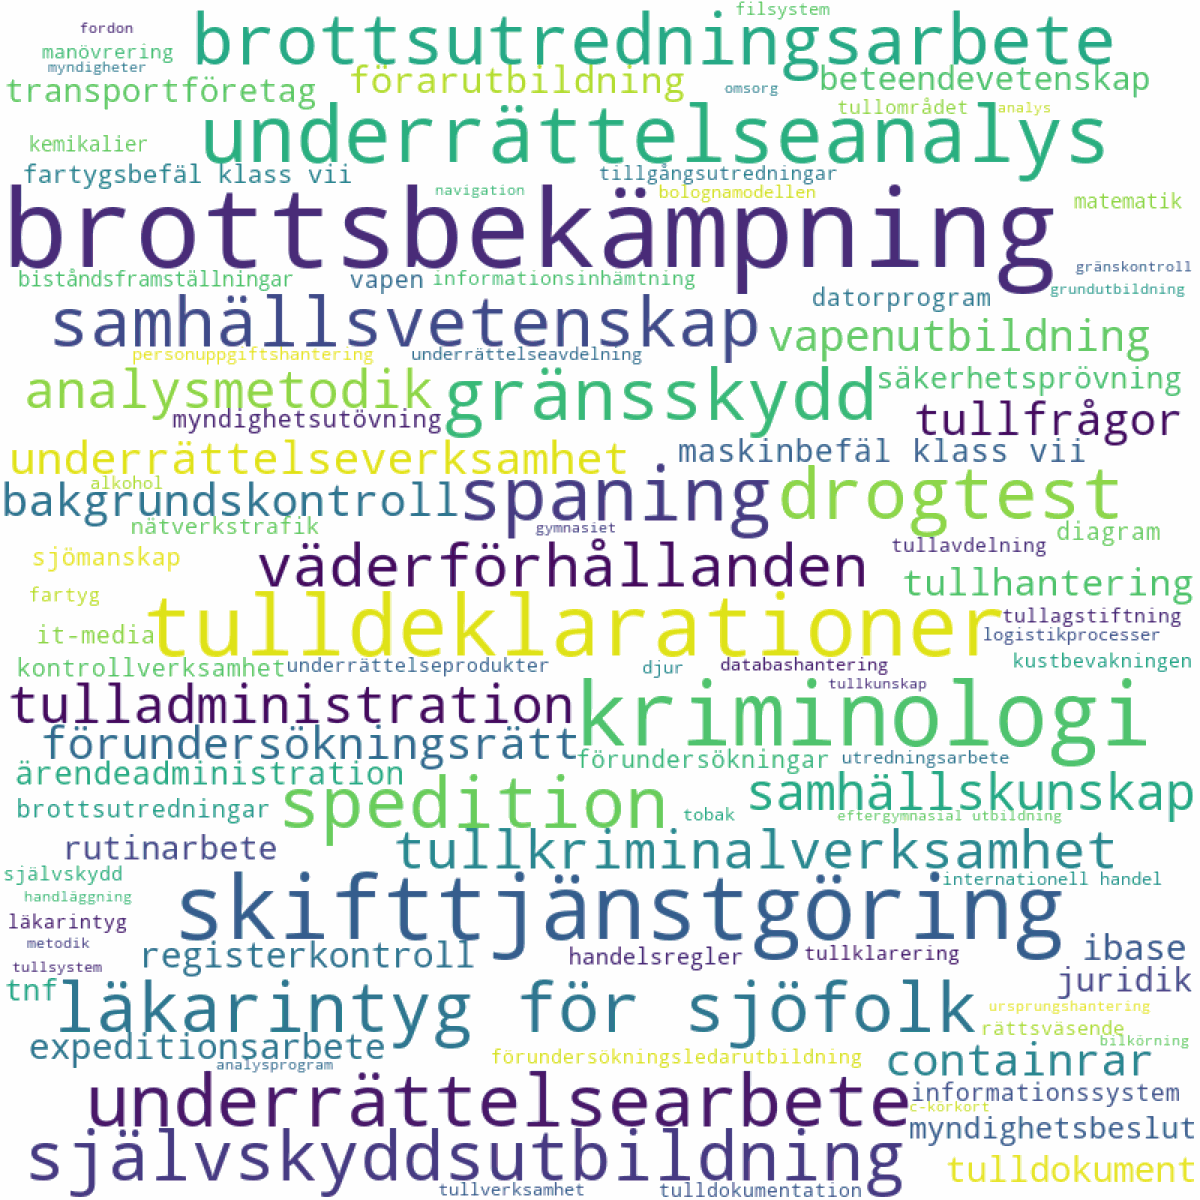 filsystem
brottsutredningsarbete
fordon
manövrering
myndigheter
förarutbildning
beteendevetenskap
transportföretag
omsorg
tullområdet
analys
underrättelseanalys
kemikalier
fartygsbefäl klass vii
tillgångsutredningar
navigation
bolognamodellen
matematik
brottsbekämpning
gränskontroll
biståndsframställningar
vapen
informationsinhämtning
grundutbildning
datorprogram
samhällsvetenskap
vapenutbildning
personuppgiftshantering
underrättelseavdelning
analysmetodik
gränsskydd
säkerhetsprövning
myndighetsutövning
tullfrågor
underrättelseverksamhet
maskinbefäl klass vii
alkohol
bakgrundskontroll
spaning
drogtest
nätverkstrafik
gymnasiet
diagram
sjömanskap
väderförhållanden
tullavdelning
tullhantering
fartyg
tulldeklarationer
tullagstiftning
it-media
logistikprocesser
kontrollverksamhet
underrättelseprodukter
djur
databashantering
kustbevakningen
tullkunskap
tulladministration
kriminologi
förundersökningsrätt
förundersökningar
utredningsarbete
ärendeadministration
samhällskunskap
brottsutredningar
spedition
tobak
eftergymnasial utbildning
rutinarbete
tullkriminalverksamhet
självskydd
internationell handel
handläggning
skifttjänstgöring
läkarintyg
metodik
registerkontroll
handelsregler
tullklarering
ibase
tullsystem
juridik
tnf
läkarintyg för sjöfolk
ursprungshantering
rättsväsende
bilkörning
expeditionsarbete
förundersökningsledarutbildning
containrar
analysprogram
underrättelsearbete
informationssystem
c-körkort
myndighetsbeslut
självskyddsutbildning
tulldokument
tullverksamhet
tulldokumentation